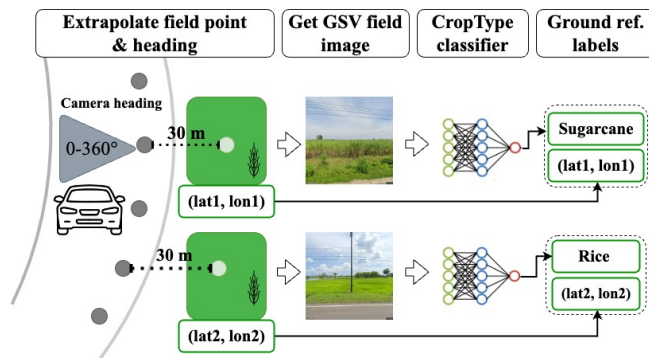 Extrapolate field point
& heading
Get GSV field
image
CropType
classifier
Ground ref.
labels
Camera heading
0-360°
30 m
(lat1, lon1)
Sugarcane
(lat1, lon1)
30 m
(lat2, lon2)
Rice
(lat2, lon2)